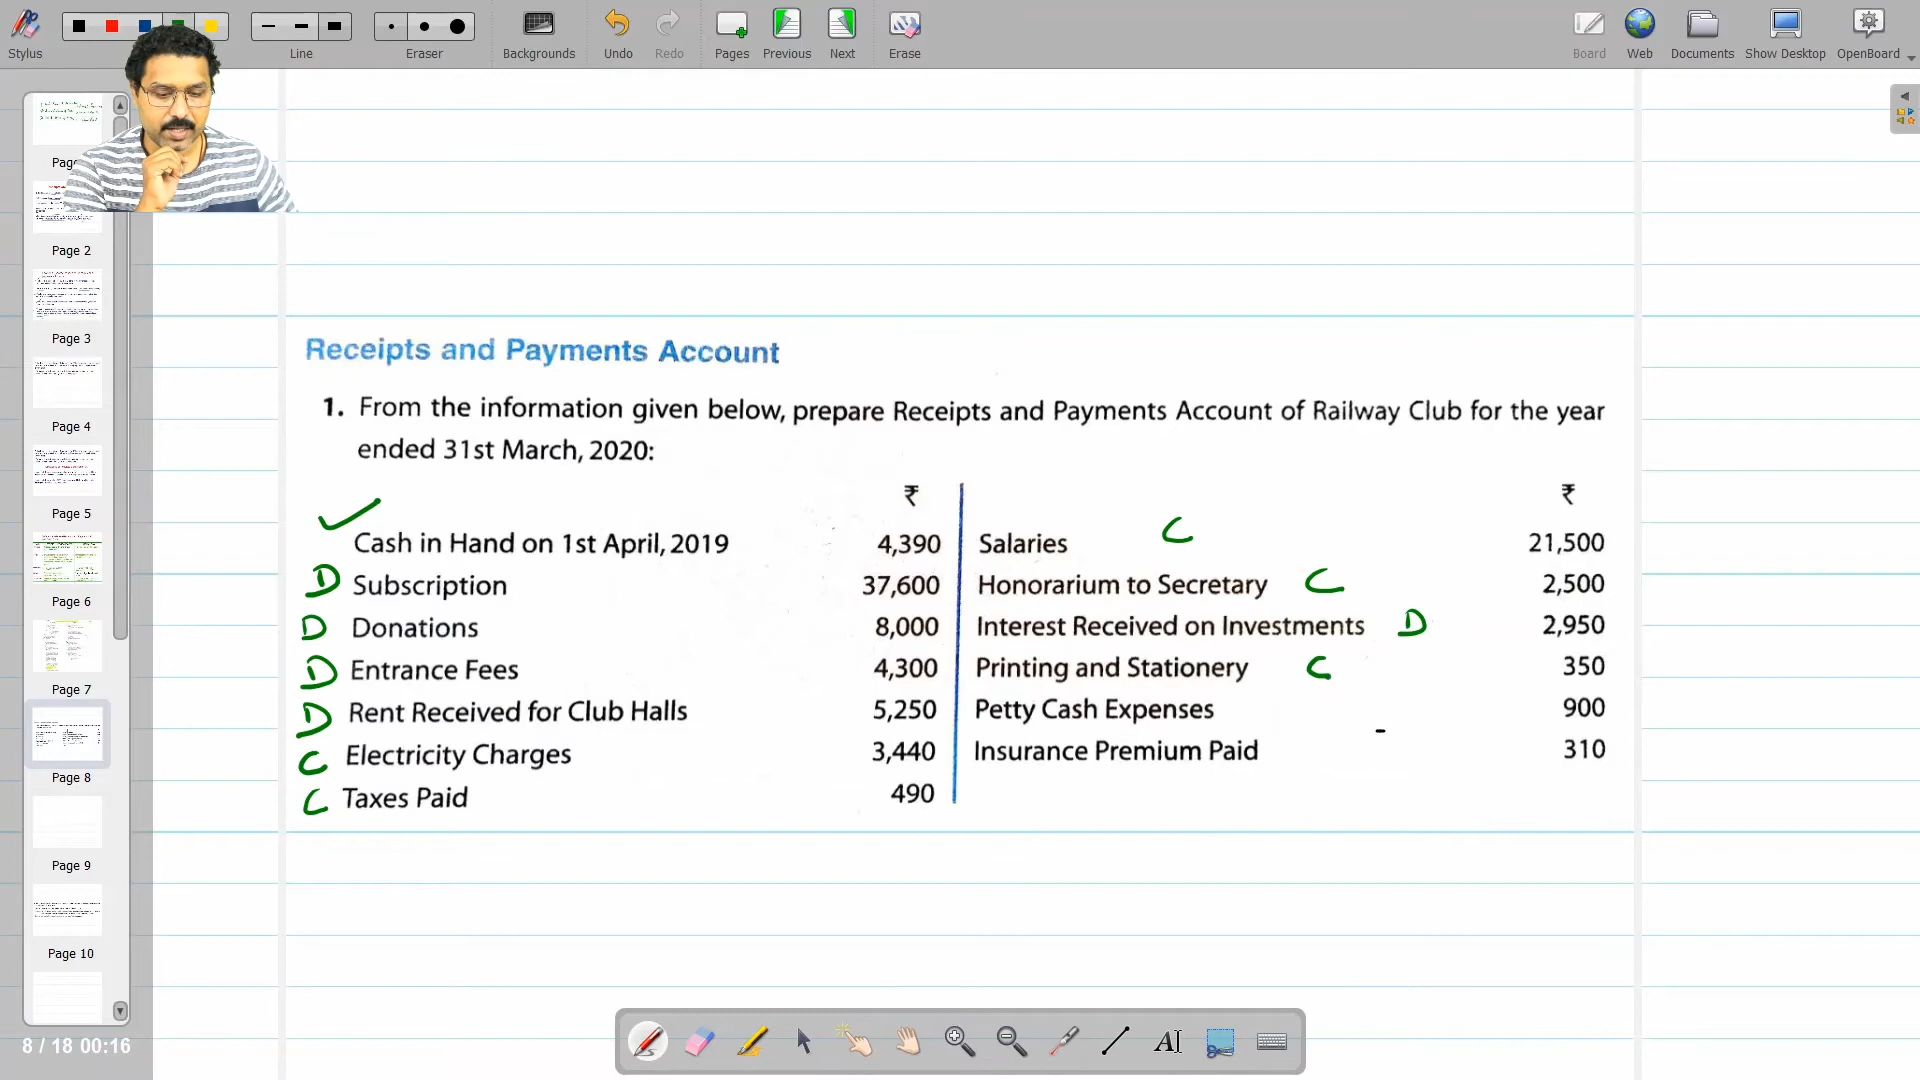 Stylus
Line
Eraser
Backgrounds
Undo
Redo
Pages
Previous
Next
Erase
Board
Web
Documents
Show Desktop
OpenBoard
Page 2
Page 3
Page 4
Page 5
Page 6
Page 7
Page 8
Page 9
Page 10
8 / 18 00:16
Receipts and Payments Account
1. From the information given below, prepare Receipts and Payments Account of Railway Club for the year
ended 31st March, 2020:
₹ ₹
Cash in Hand on 1st April, 2019 4,390 Salaries C 21,500
D Subscription 37,600 Honorarium to Secretary C 2,500
D Donations 8,000 Interest Received on Investments D 2,950
D Entrance Fees 4,300 Printing and Stationery C 350
D Rent Received for Club Halls 5,250 Petty Cash Expenses 900
C Electricity Charges 3,440 Insurance Premium Paid 310
C Taxes Paid 490